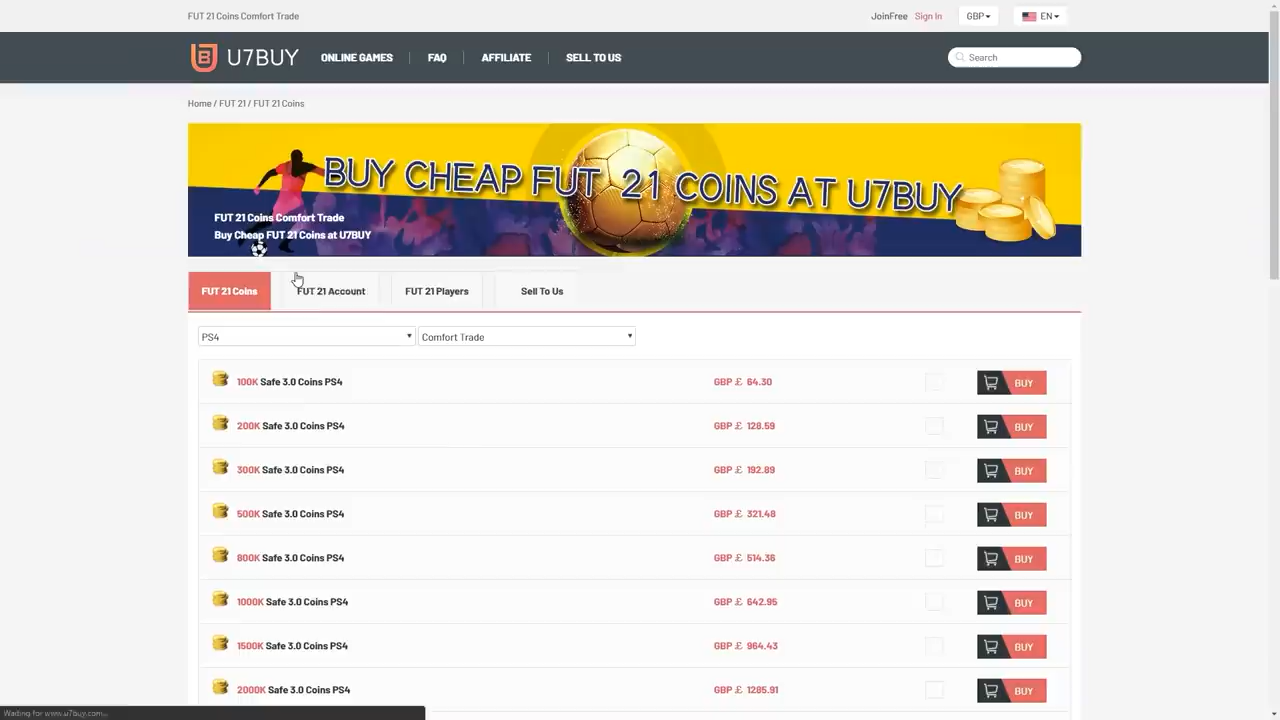 FUT 21 Coins Comfort Trade
JoinFree Sign In GBP EN
U7BUY ONLINE GAMES FAQ AFFILIATE SELL TO US Search
Home / FUT 21 / FUT 21 Coins
BUY CHEAP FUT 21 COINS AT U7BUY
FUT 21 Coins Comfort Trade
Buy Cheap FUT 21 Coins at U7BUY
FUT 21 Coins FUT 21 Account FUT 21 Players Sell To Us
PS4 Comfort Trade
100K Safe 3.0 Coins PS4 GBP £ 64.30 BUY
200K Safe 3.0 Coins PS4 GBP £ 128.59 BUY
300K Safe 3.0 Coins PS4 GBP £ 192.89 BUY
500K Safe 3.0 Coins PS4 GBP £ 321.48 BUY
800K Safe 3.0 Coins PS4 GBP £ 514.36 BUY
1000K Safe 3.0 Coins PS4 GBP £ 642.95 BUY
1500K Safe 3.0 Coins PS4 GBP £ 964.43 BUY
2000K Safe 3.0 Coins PS4 GBP £ 1285.91 BUY
Waiting for www.u7buy.com...